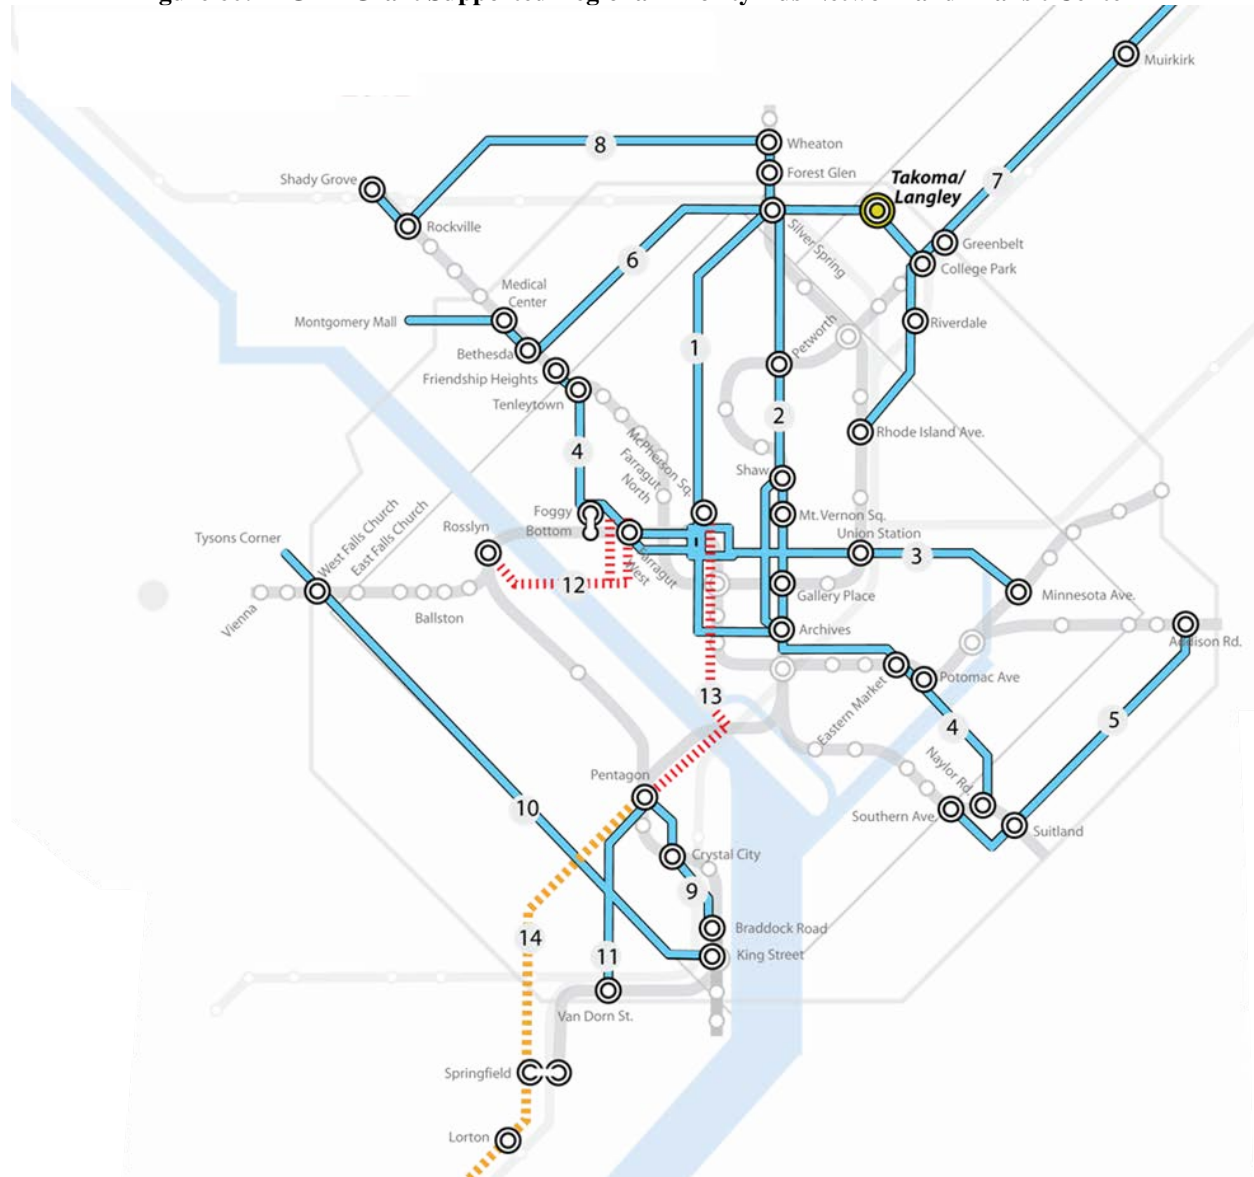 Muirkirk
8
Wheaton
Shady Grove
Forest Glen
Takoma/
Langley
7
Rockville
Silver Spring
Greenbelt
College Park
6
Medical
Center
Montgomery Mall
Riverdale
Petworth
1
Bethesda
Friendship Heights
Tenleytown
2
Rhode Island Ave.
4
McPherson Sq.
Farragut
North
Shaw
Foggy
Bottom
Mt. Vernon Sq.
Rosslyn
Union Station
Tysons Corner
West Falls Church
East Falls Church
3
Farragut
West
12
Gallery Place
Minnesota Ave.
Vienna
Ballston
Archives
Addison Rd.
13
Eastern Market
Potomac Ave
4
5
Naylor Rd.
Pentagon
10
Southern Ave.
Suitland
Crystal City
9
Braddock Road
14
11
King Street
Van Dorn St.
Springfield
Lorton